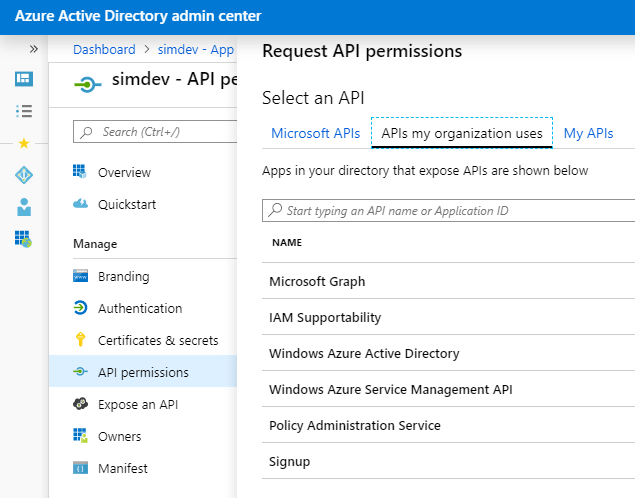 Azure Active Directory admin center
Dashboard > simdev - App
simdev - API pe
Search (Ctrl+/)
Overview
Quickstart
Manage
Branding
Authentication
Certificates & secrets
API permissions
Expose an API
Owners
Manifest
Request API permissions
Select an API
Microsoft APIs
APIs my organization uses
My APIs
Apps in your directory that expose APIs are shown below
Start typing an API name or Application ID
NAME
Microsoft Graph
IAM Supportability
Windows Azure Active Directory
Windows Azure Service Management API
Policy Administration Service
Signup